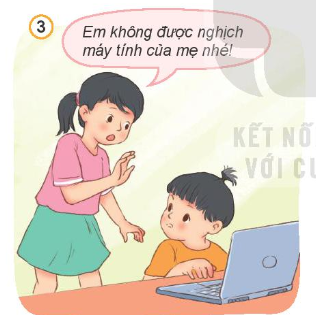 3
Em không được nghịch
máy tính của mẹ nhé!
KẾT NỐ
VỚI CU